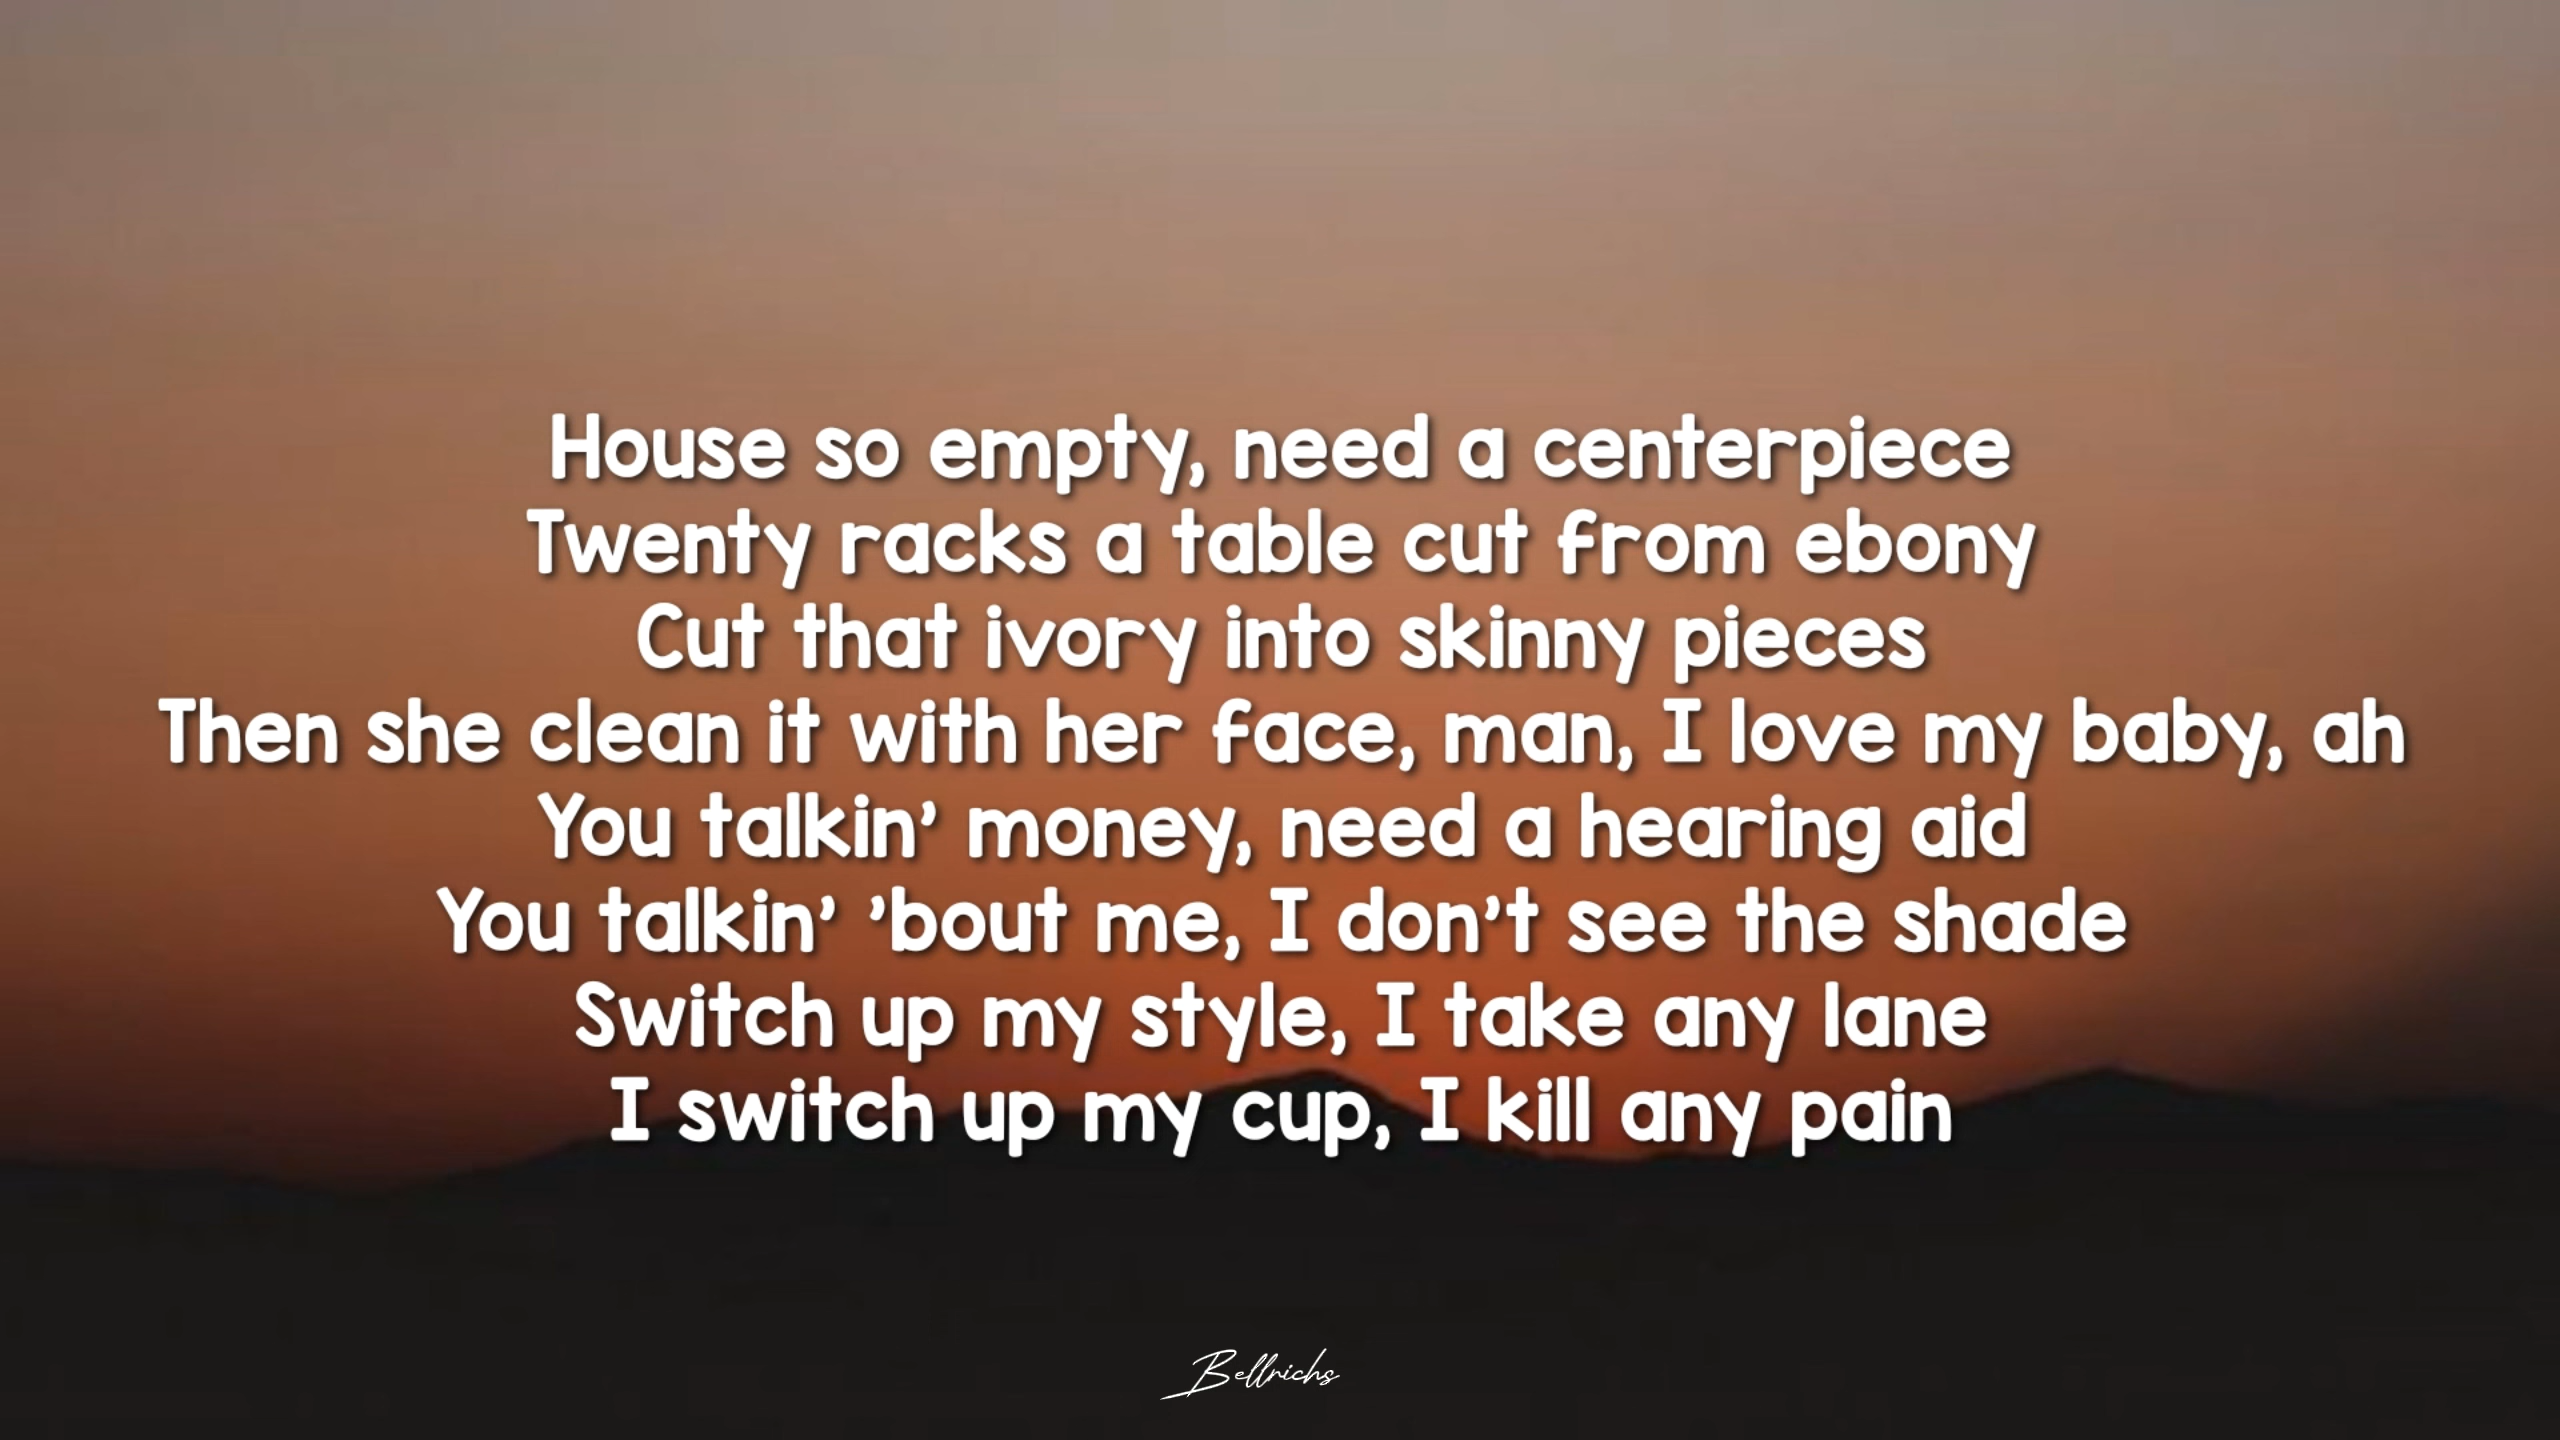 House so empty, need a centerpiece
Twenty racks a table cut from ebony
Cut that ivory into skinny pieces
Then she clean it with her face, man, I love my baby, ah
You talkin’ money, need a hearing aid
You talkin’ ’bout me, I don’t see the shade
Switch up my style, I take any lane
I switch up my cup, I kill any pain
Bellrichs